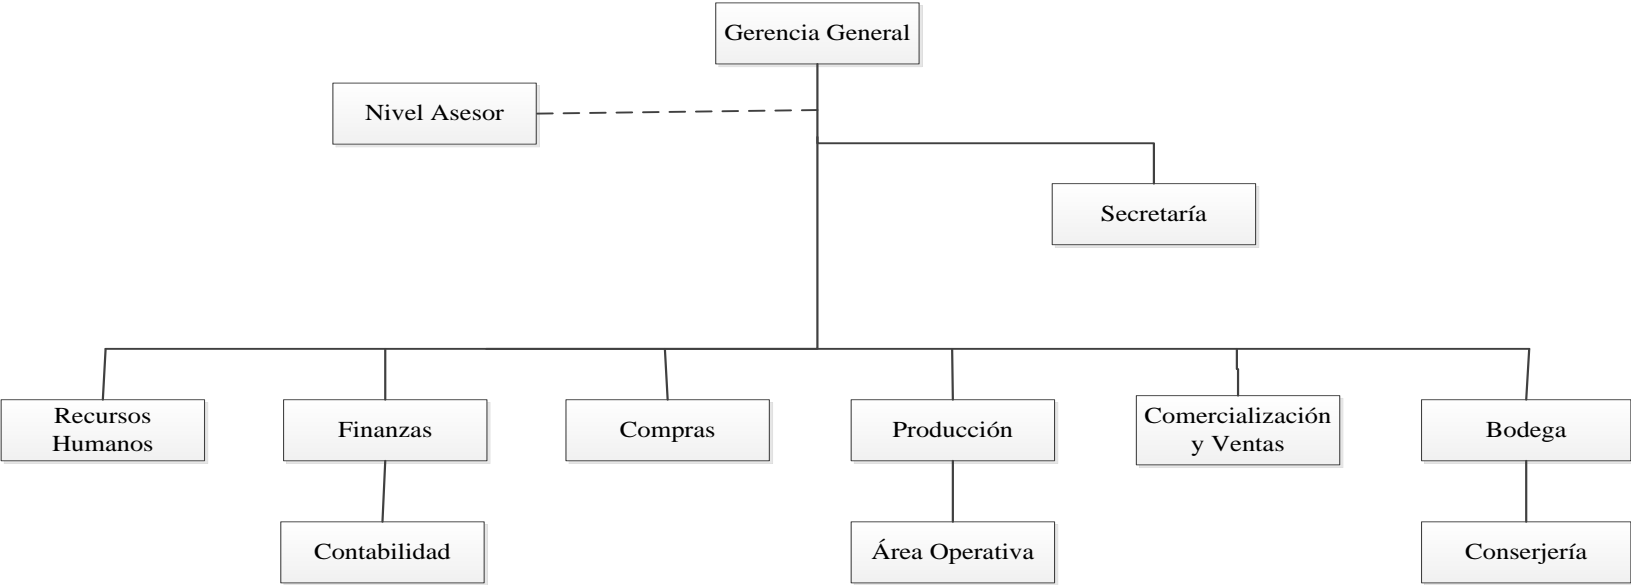 Gerencia General
Nivel Asesor
Secretaría
Recursos
Humanos
Finanzas
Compras
Producción
Comercialización
y Ventas
Bodega
Contabilidad
Área Operativa
Conserjería